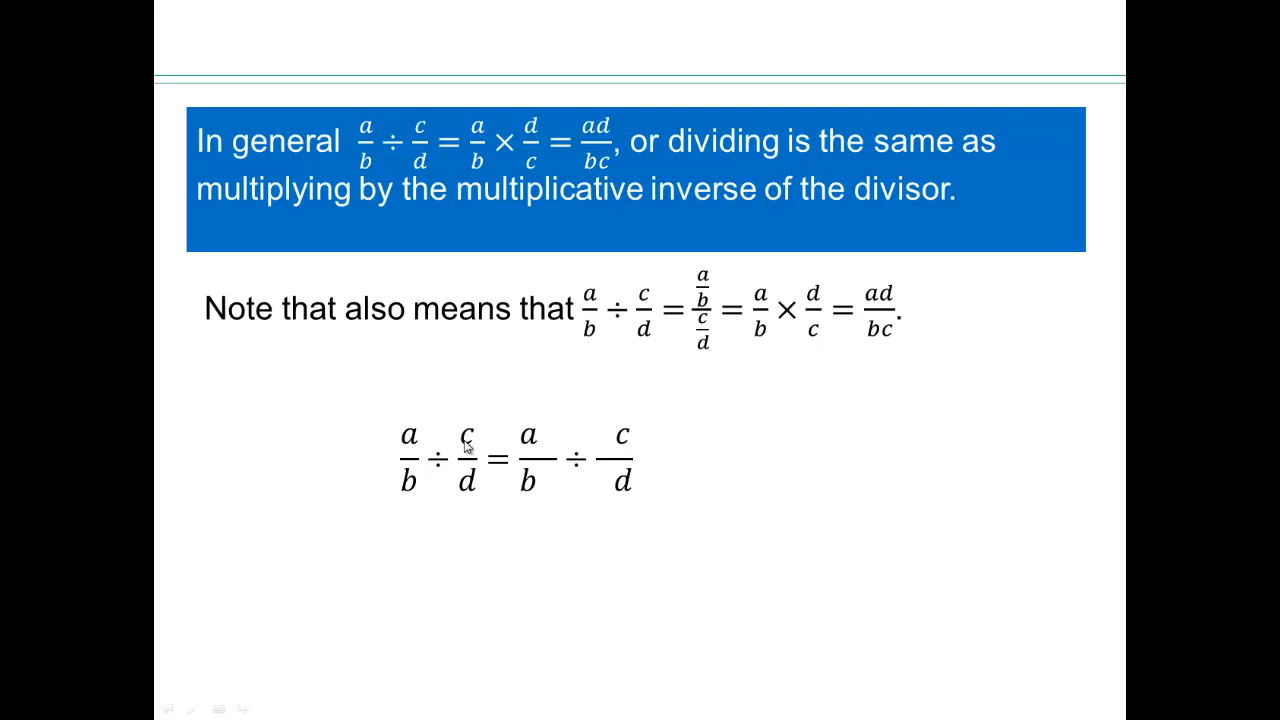 In general a/b ÷ c/d = a/b × d/c = ad/bc, or dividing is the same as
multiplying by the multiplicative inverse of the divisor.
Note that also means that a/b ÷ c/d = (a/b)/(c/d) = a/b × d/c = ad/bc.
a/b ÷ c/d = a/b ÷ c/d